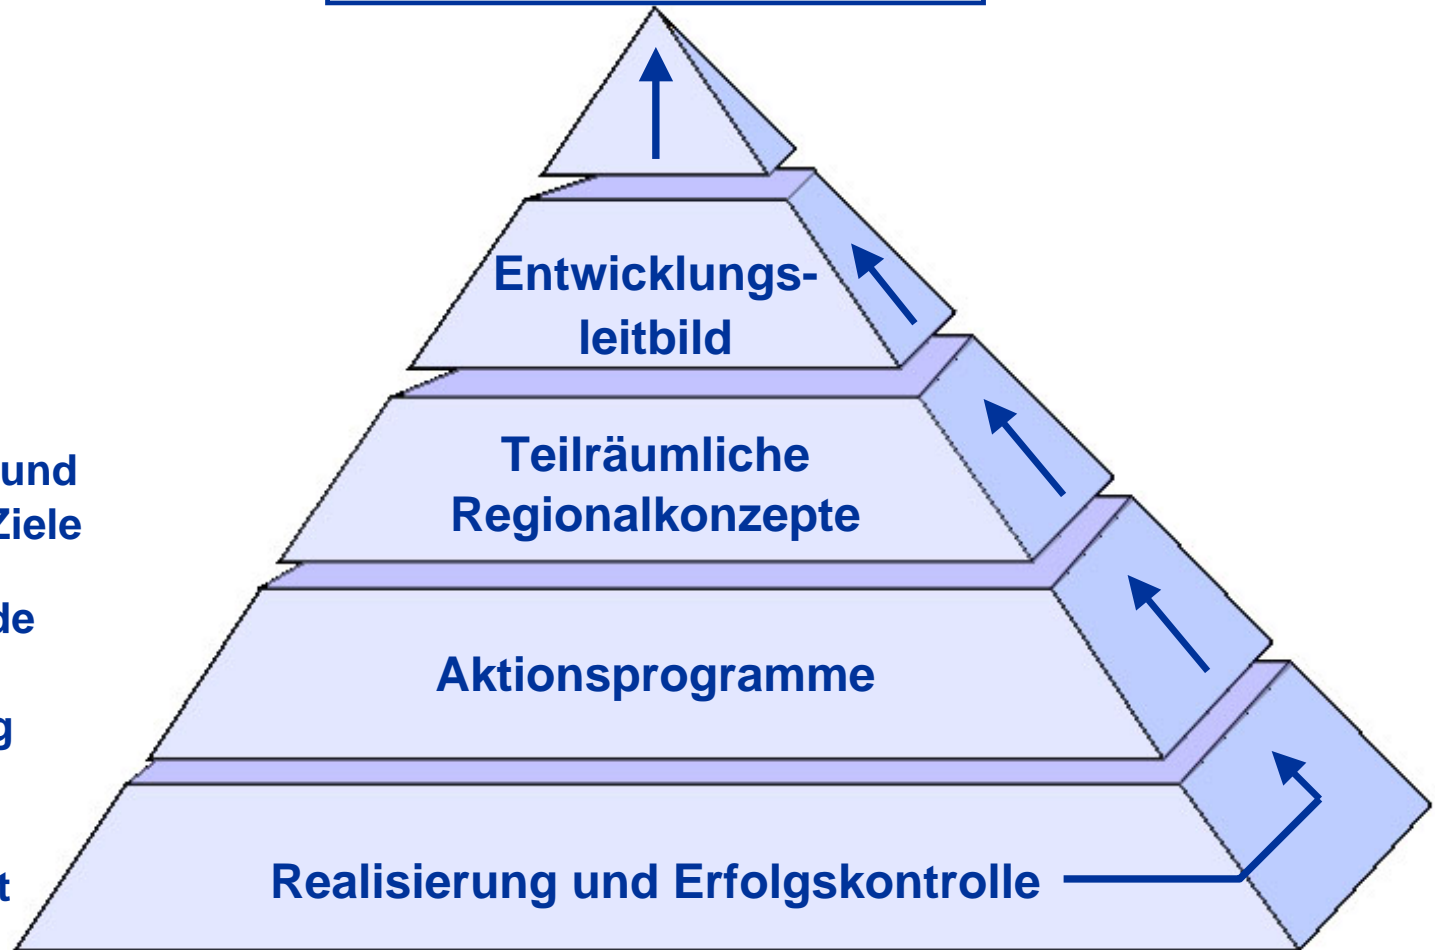 Entwicklungs-
leitbild
Teilräumliche
Regionalkonzepte
und
Ziele
de
Aktionsprogramme
g
Realisierung und Erfolgskontrolle
t